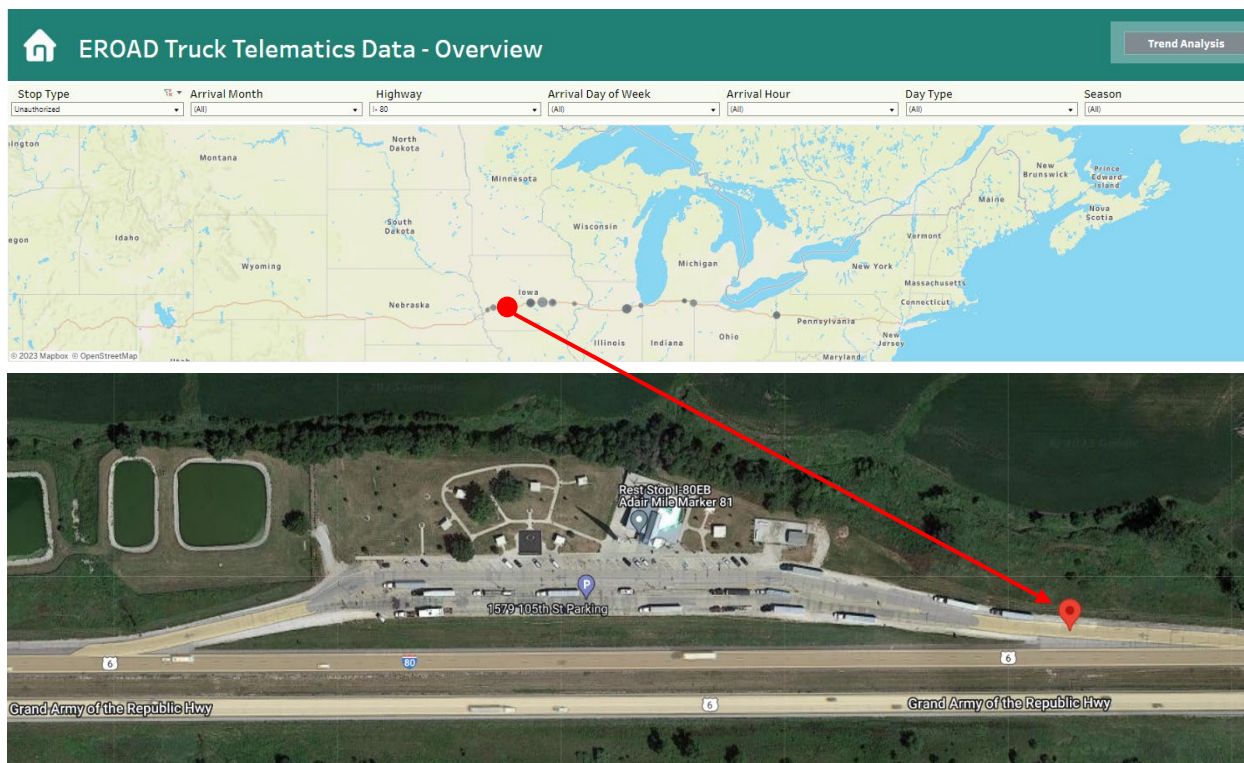 EROAD Truck Telematics Data - Overview
Trend Analysis
Stop Type
Arrival Month
Highway
Arrival Day of Week
Arrival Hour
Day Type
Season
Unauthorized
(All)
I- 80
(All)
(All)
(All)
(All)
ington
Montana
North
Dakota
Minnesota
New
Brunswick
Prince
Edward
Island
Maine
Nova
Scotia
South
Dakota
egon
Idaho
Wisconsin
Vermont
Wyoming
Michigan
New York
Massachusetts
Nebraska
Iowa
Connecticut
Pennsylvania
Illinois
Indiana
Ohio
New
Jersey
Maryland
© 2023 Mapbox © OpenStreetMap
Rest Stop I-80EB
Adair Mile Marker 81
P
1579 105th St Parking
6
80
6
Grand Army of the Republic Hwy
6
Grand Army of the Republic Hwy